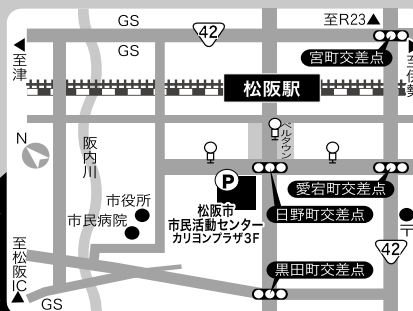 GS
42
至R23
GS
至津
宮町交差点
至伊勢
松阪駅
ベルタウン
N
阪内川
P
愛宕町交差点
市役所
市民病院
松阪市
市民活動センター
カリヨンプラザ3F
日野町交差点
〒
42
至松阪IC
黒田町交差点
GS